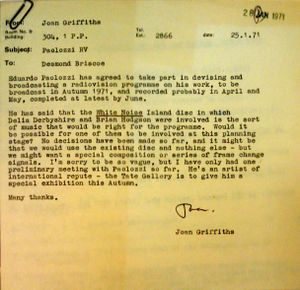 28 JAN 1971
From: Joan Griffiths
Room No. & Building 304, 1 P.P. Tel. Ext. 2866 date 25.1.71
Subject: Paolozzi RV
To: Desmond Briscoe
Eduardo Paolozzi has agreed to take part in devising and
broadcasting a radiovision programme on his work, to be
broadcast in Autumn 1971, and recorded probably in April and
May, completed at latest by June.
He has said that the White Noise Island disc in which
Delia Derbyshire and Brian Hodgson were involved is the sort
of music that would be right for the programme. Would it
be possible for one of them to be involved at this planning
stage? No decisions have been made so far, and it might be
that we would use the existing disc and nothing else - but
we might want a special composition or series of frame change
signals. I'm sorry to be so vague, but I have only had one
preliminary meeting with Paolozzi so far. He's an artist of
international repute - the Tate Gallery is to give him a
special exhibition this Autumn.
Many thanks.
Joan.
Joan Griffiths